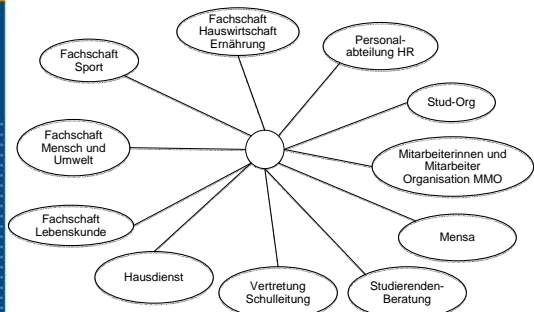 Fachschaft
Hauswirtschaft
Ernährung
Personal-
abteilung HR
Fachschaft
Sport
Stud-Org
Fachschaft
Mensch und
Umwelt
Mitarbeiterinnen und
Mitarbeiter
Organisation MMO
Fachschaft
Lebenskunde
Mensa
Hausdienst
Vertretung
Schulleitung
Studierenden-
Beratung